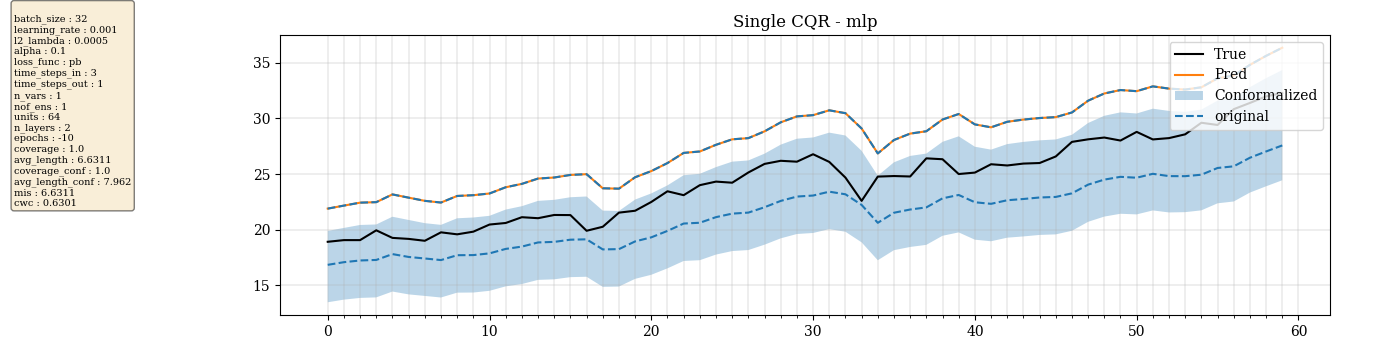 batch_size : 32
learning_rate : 0.001
l2_lambda : 0.0005
alpha : 0.1
loss_func : pb
time_steps_in : 3
time_steps_out : 1
n_vars : 1
nof_ens : 1
units : 64
n_layers : 2
epochs : -10
coverage : 1.0
avg_length : 6.6311
coverage_conf : 1.0
avg_length_conf : 7.962
mis : 6.6311
cwc : 0.6301
Single CQR - mlp
35
30
25
20
15
0 10 20 30 40 50 60
True
Pred
Conformalized
original